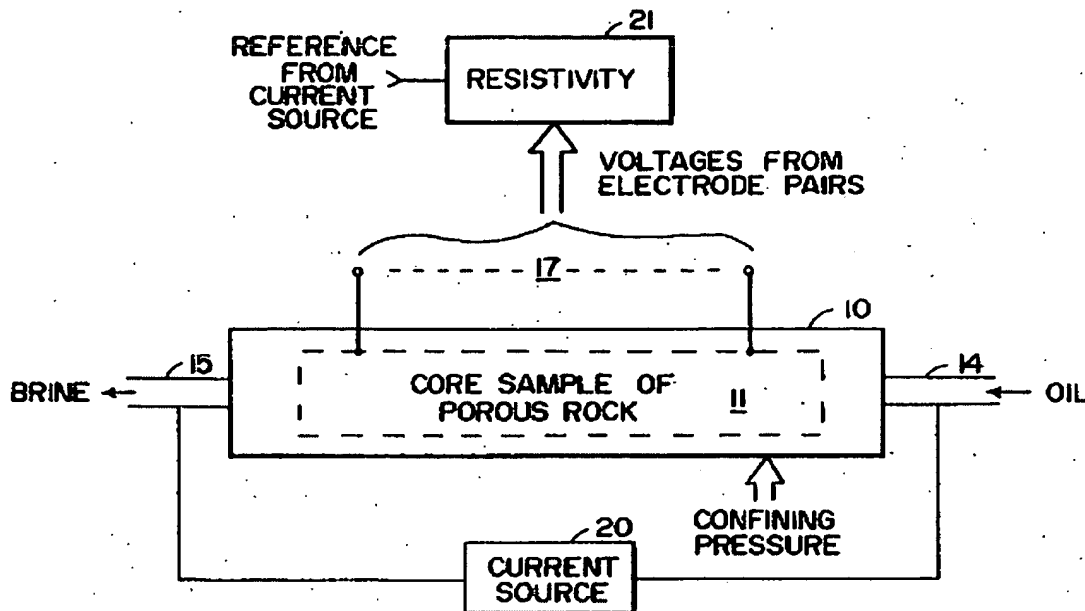 21
REFERENCE
FROM
CURRENT
SOURCE
RESISTIVITY
VOLTAGES FROM
ELECTRODE PAIRS
17
10
15
14
BRINE
CORE SAMPLE OF
POROUS ROCK
11
OIL
CONFINING
PRESSURE
20
CURRENT
SOURCE